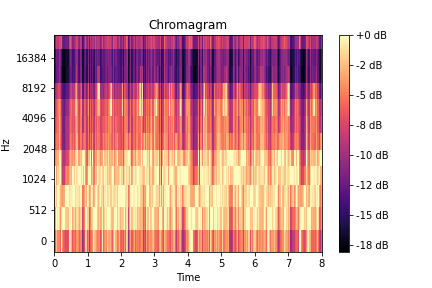 Chromagram
Hz
16384
8192
4096
2048
1024
512
0
0 1 2 3 4 5 6 7 8
Time
+0 dB
-2 dB
-5 dB
-8 dB
-10 dB
-12 dB
-15 dB
-18 dB